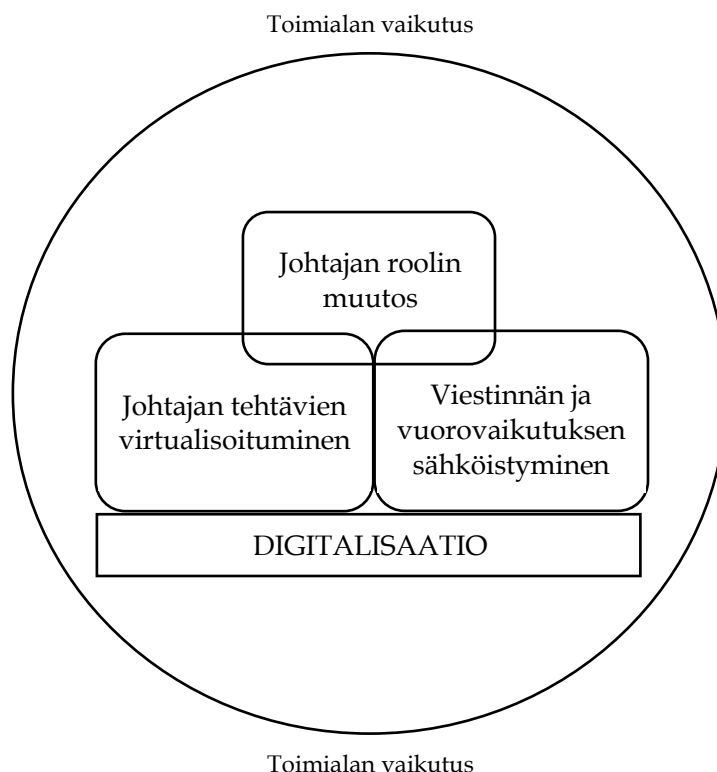 Toimialan vaikutus
Johtajan roolin
muutos
Johtajan tehtävien
virtualisoituminen
Viestinnän ja
vuorovaikutuksen
sähköistyminen
DIGITALISAATIO
Toimialan vaikutus